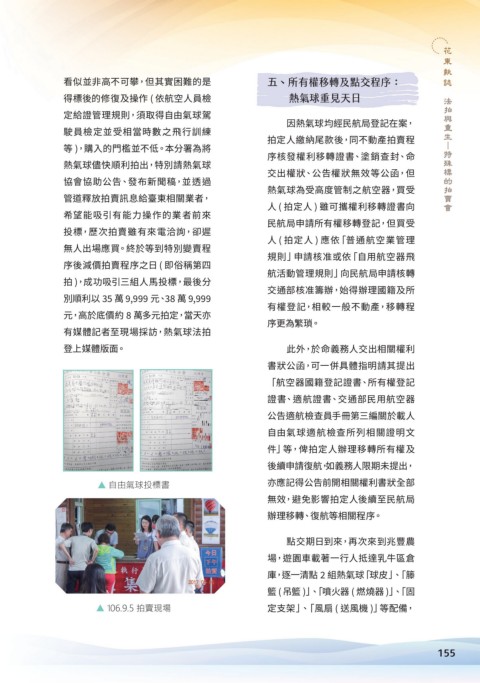 花東執誌
法拍與重生—特殊標的拍賣會
看似並非高不可攀，但其實困難的是
得標後的修復及操作 ( 依航空人員檢
定給證管理規則，須取得自由氣球駕
駛員檢定並受相當時數之飛行訓練
等 )，購入的門檻並不低。本分署為將
熱氣球儘快順利拍出，特別請熱氣球
協會協助公告、發布新聞稿，並透過
管道釋放拍賣訊息給臺東相關業者，
希望能吸引有能力操作的業者前來
投標，歷次拍賣雖有來電洽詢，卻遲
無人出場應買。終於等到特別變賣程
序後減價拍賣程序之日 ( 即俗稱第四
拍 )，成功吸引三組人馬投標，最後分
別順利以 35 萬 9,999 元、38 萬 9,999
元，高於底價約 8 萬多元拍定，當天亦
有媒體記者至現場採訪，熱氣球法拍
登上媒體版面。
▲ 自由氣球投標書
今日
下午
拍賣
執行
集
▲ 106.9.5 拍賣現場
五、所有權移轉及點交程序：
熱氣球重見天日
因熱氣球均經民航局登記在案，
拍定人繳納尾款後，同不動產拍賣程
序核發權利移轉證書、塗銷查封、命
交出權狀、公告權狀無效等公函，但
熱氣球為受高度管制之航空器，買受
人 ( 拍定人 ) 雖可攜權利移轉證書向
民航局申請所有權移轉登記，但買受
人 ( 拍定人 ) 應依「普通航空業管理
規則」申請核准或依「自用航空器飛
航活動管理規則」向民航局申請核轉
交通部核准籌辦，始得辦理國籍及所
有權登記，相較一般不動產，移轉程
序更為繁瑣。
此外，於命義務人交出相關權利
書狀公函，可一併具體指明請其提出
「航空器國籍登記證書、所有權登記
證書、適航證書、交通部民用航空器
公告適航檢查員手冊第三編關於載人
自由氣球適航檢查所列相關證明文
件」等，俾拍定人辦理移轉所有權及
後續申請復航，如義務人限期未提出，
亦應記得公告前開相關權利書狀全部
無效，避免影響拍定人後續至民航局
辦理移轉、復航等相關程序。
點交期日到來，再次來到兆豐農
場，遊園車載著一行人抵達乳牛區倉
庫，逐一清點 2 組熱氣球「球皮」、「藤
籃 ( 吊籃 )」、「噴火器 ( 燃燒器 )」、「固
定支架」、「風扇 ( 送風機 )」等配備，
155